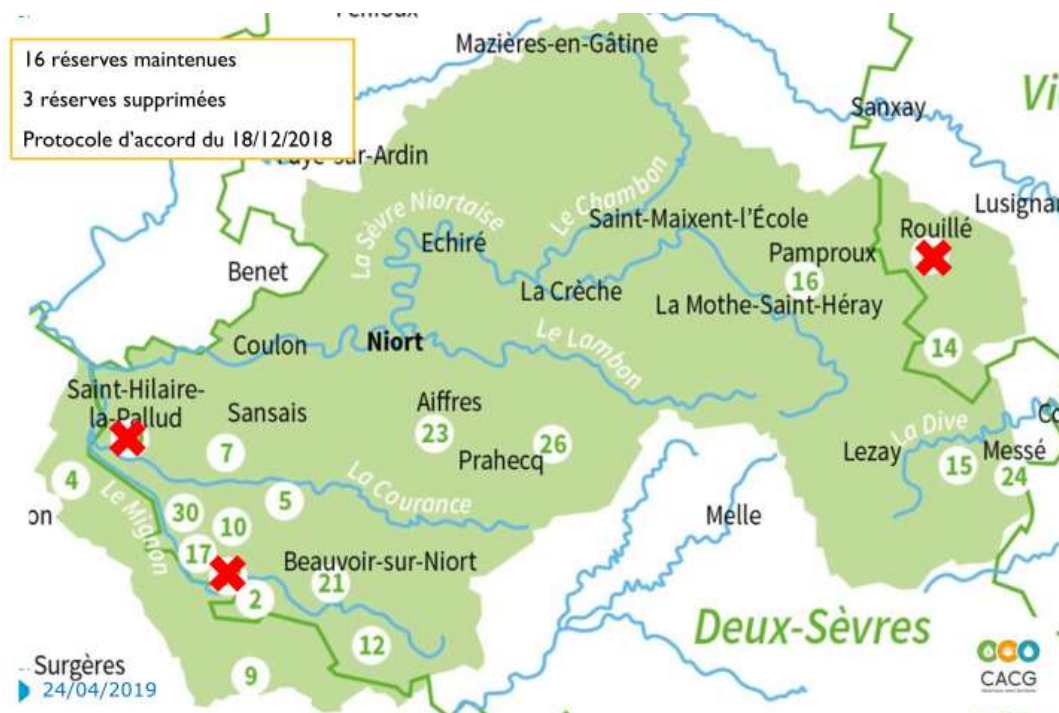 16 réserves maintenues
3 réserves supprimées
Protocole d'accord du 18/12/2018
Mazières-en-Gâtine
Sanxay
Lusignan
La Sèvre Niortaise
Le Chambon
Saint-Maixent-l'École
Rouillé
Echiré
Pamproux
Benet
16
La Crèche
La Mothe-Saint-Héray
Coulon
Niort
Le Lambon
14
Saint-Hilaire-
la-Pallud
Sansais
Aiffres
23
La Dive
7
Prahecq
26
Lezay
Messé
15
24
4
Le Mignon
5
La Courance
30
10
Melle
17
Beauvoir-sur-Niort
21
2
Deux-Sèvres
12
Surgères
9
24/04/2019
CACG